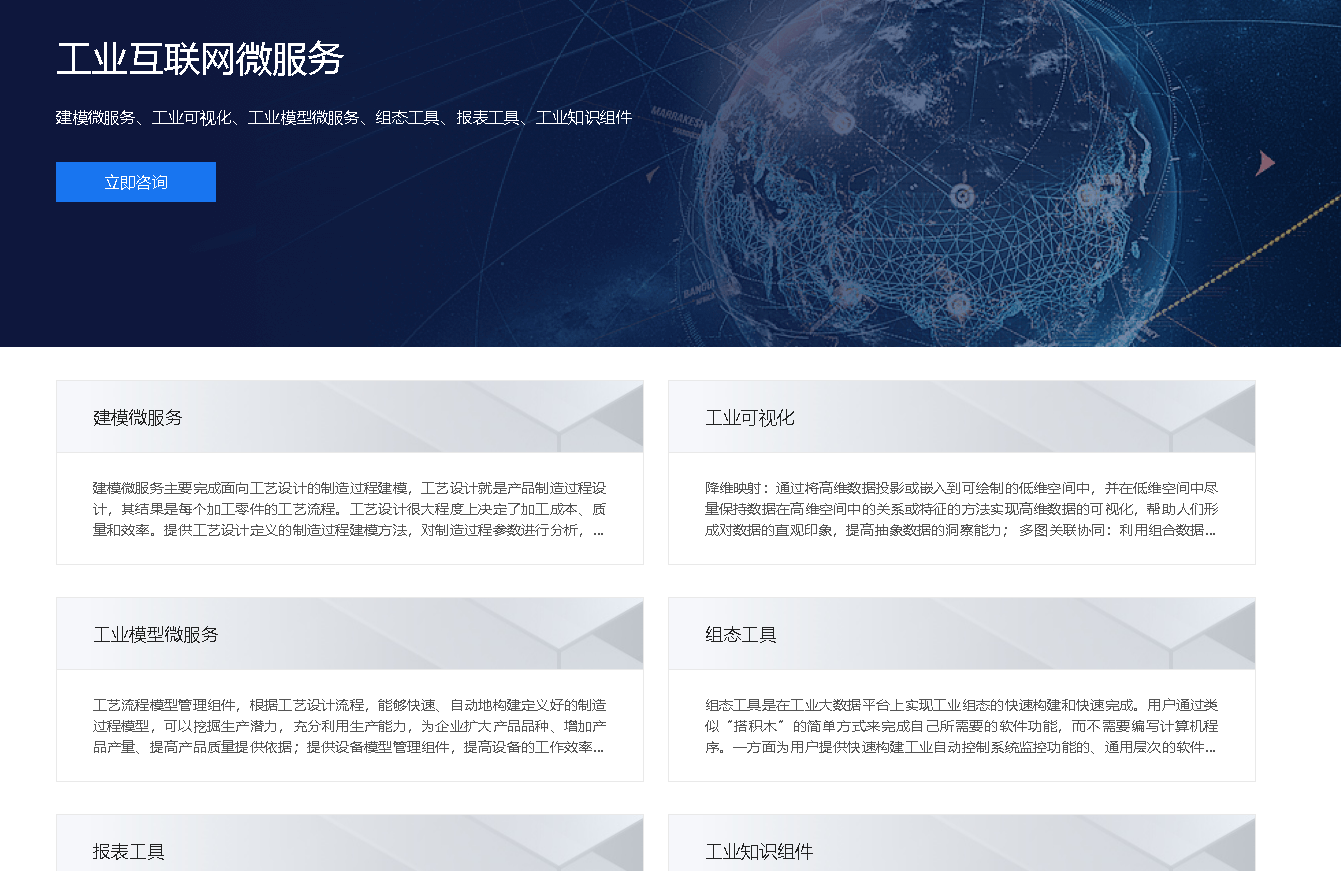 工业互联网微服务
建模微服务、工业可视化、工业模型微服务、组态工具、报表工具、工业知识组件
立即咨询
MARRAKESH
建模微服务
建模微服务主要完成面向工艺设计的制造过程建模，工艺设计就是产品制造过程设
计，其结果是每个加工零件的工艺流程。工艺设计很大程度上决定了加工成本、质
量和效率。提供工艺设计定义的制造过程建模方法，对制造过程参数进行分析，...
工业可视化
降维映射：通过将高维数据投影或嵌入到可绘制的低维空间中，并在低维空间中尽
量保持数据在高维空间中的关系或特征的方法实现高维数据的可视化，帮助人们形
成对数据的直观印象，提高抽象数据的洞察能力； 多图关联协同：利用组合数据...
工业模型微服务
工艺流程模型管理组件，根据工艺设计流程，能够快速、自动地构建定义好的制造
过程模型，可以挖掘生产潜力，充分利用生产能力，为企业扩大产品品种、增加产
品产量、提高产品质量提供依据；提供设备模型管理组件，提高设备的工作效率...
组态工具
组态工具是在工业大数据平台上实现工业组态的快速构建和快速完成。用户通过类
似“搭积木”的简单方式来完成自己所需要的软件功能，而不需要编写计算机程
序。一方面为用户提供快速构建工业自动控制系统监控功能的、通用层次的软件...
报表工具
工业知识组件